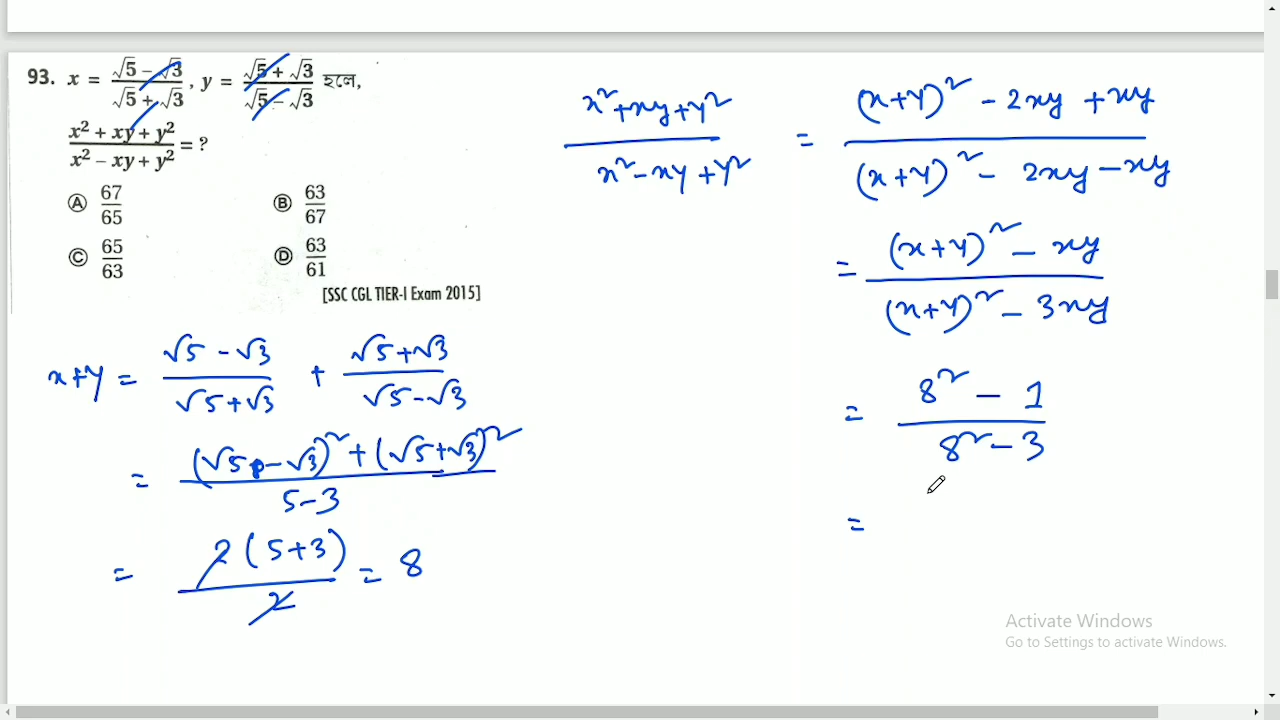 93. x = (√5 − √3)/(√5 + √3) , y = (√5 + √3)/(√5 − √3) হলে,
(x² + xy + y²)/(x² − xy + y²) = ?
Ⓐ 67/65
Ⓑ 63/67
Ⓒ 65/63
Ⓓ 63/61
[SSC CGL TIER-I Exam 2015]
x+y = (√5 - √3)/(√5+√3) + (√5+√3)/(√5-√3)
= ((√5 - √3)² + (√5+√3)²)/(5-3)
= 2(5+3)/2 = 8
(x²+xy+y²)/(x²-xy+y²) = ((x+y)² - 2xy + xy)/((x+y)² - 2xy - xy)
= ((x+y)² - xy)/((x+y)² - 3xy)
= (8² - 1)/(8² - 3)
=
Activate Windows
Go to Settings to activate Windows.